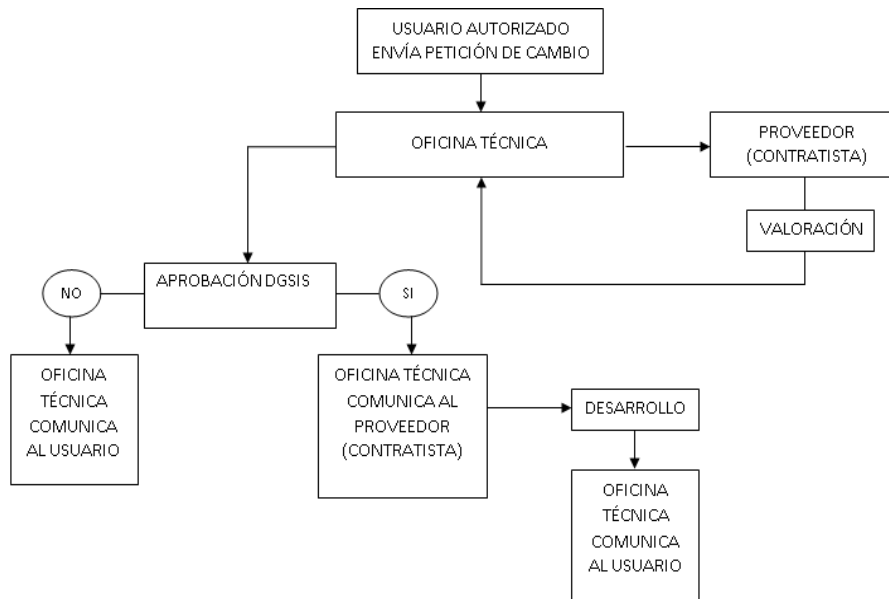 USUARIO AUTORIZADO
ENVÍA PETICIÓN DE CAMBIO
OFICINA TÉCNICA
PROVEEDOR
(CONTRATISTA)
VALORACIÓN
APROBACIÓN DGSIS
NO
SI
OFICINA
TÉCNICA
COMUNICA
AL USUARIO
OFICINA TÉCNICA
COMUNICA AL
PROVEEDOR
(CONTRATISTA)
DESARROLLO
OFICINA
TÉCNICA
COMUNICA
AL USUARIO